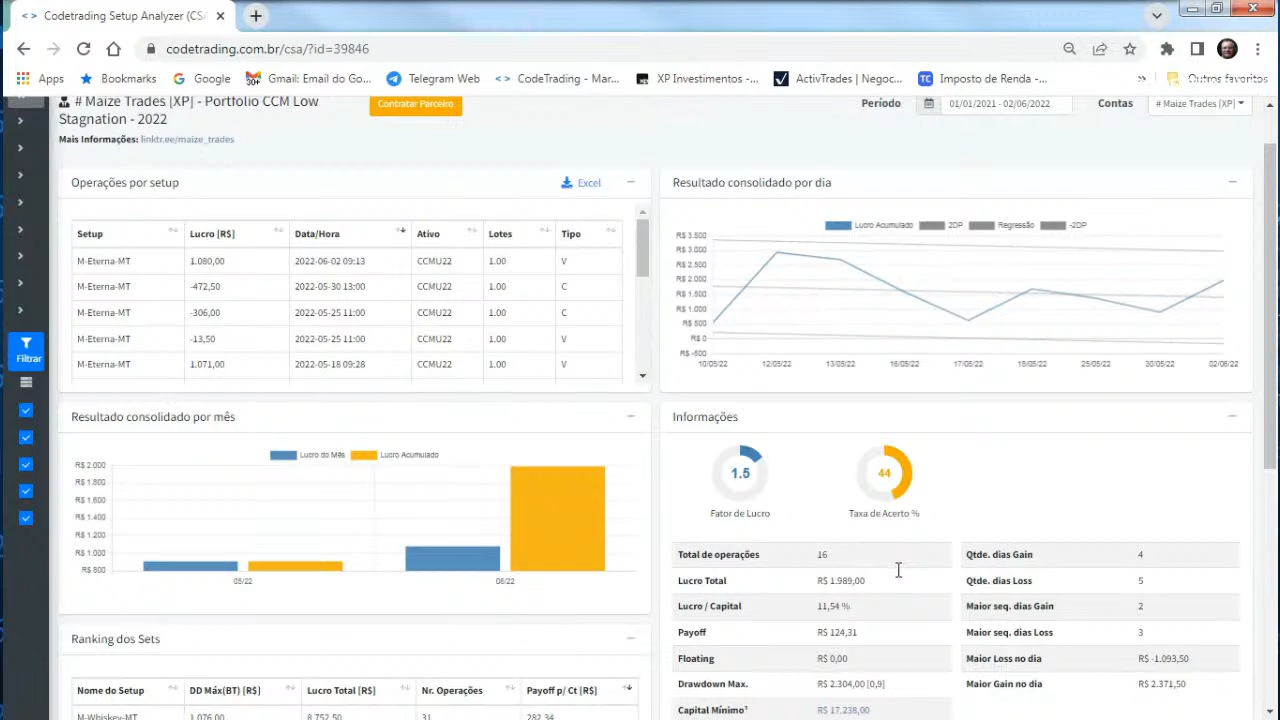 Codetrading Setup Analyzer (CSA
codetrading.com.br/csa/?id=39846
Apps Bookmarks Google Gmail: Email do Go... Telegram Web CodeTrading - Mar... XP Investimentos -... ActivTrades | Negoc... Imposto de Renda -... » Outros favoritos
# Maize Trades [XP] - Portfolio CCM Low
Stagnation - 2022
Contratar Parceiro
Período 01/01/2021 - 02/06/2022 Contas # Maize Trades [XP]
Mais Informações: linktr.ee/maize_trades
Operações por setup Excel
Setup Lucro [R$] Data/Hora Ativo Lotes Tipo
M-Eterna-MT 1.080,00 2022-06-02 09:13 CCMU22 1.00 V
M-Eterna-MT -472,50 2022-05-30 13:00 CCMU22 1.00 C
M-Eterna-MT -306,00 2022-05-25 11:00 CCMU22 1.00 C
M-Eterna-MT -13,50 2022-05-25 11:00 CCMU22 1.00 V
M-Eterna-MT 1.071,00 2022-05-18 09:28 CCMU22 1.00 V
Resultado consolidado por dia
Lucro Acumulado 2DP Regressão -2DP
R$ 3.500
R$ 3.000
R$ 2.500
R$ 2.000
R$ 1.500
R$ 1.000
R$ 500
R$ 0
R$ -500
10/05/22 12/05/22 13/05/22 16/05/22 17/05/22 18/05/22 25/05/22 30/05/22 02/06/22
Filtrar
Resultado consolidado por mês
Lucro do Mês Lucro Acumulado
R$ 2.000
R$ 1.800
R$ 1.600
R$ 1.400
R$ 1.200
R$ 1.000
R$ 800
05/22 06/22
Informações
1.5 44
Fator de Lucro Taxa de Acerto %
Total de operações 16 Qtde. dias Gain 4
Lucro Total R$ 1.989,00 Qtde. dias Loss 5
Lucro / Capital 11,54 % Maior seq. dias Gain 2
Payoff R$ 124,31 Maior seq. dias Loss 3
Floating R$ 0,00 Maior Loss no dia R$ -1.093,50
Drawdown Max. R$ 2.304,00 [0,9] Maior Gain no dia R$ 2.371,50
Capital Mínimo¹ R$ 17.238,00
Ranking dos Sets
Nome do Setup DD Máx(BT) [R$] Lucro Total [R$] Nr. Operações Payoff p/ Ct [R$]
M-Whiskey-MT 1.076,00 8.752,50 31 282,34